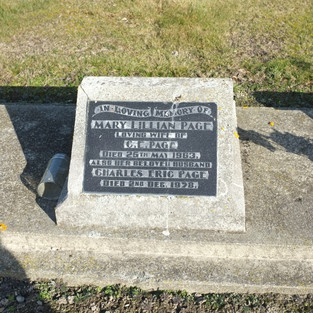 IN LOVING MEMORY OF
MARY LILLIAN PAGE
LOVING WIFE OF
C. E. PAGE.
DIED 25TH MAY 1963.
ALSO HER BELOVED HUSBAND
CHARLES ERIC PAGE
DIED 2ND DEC. 1978.